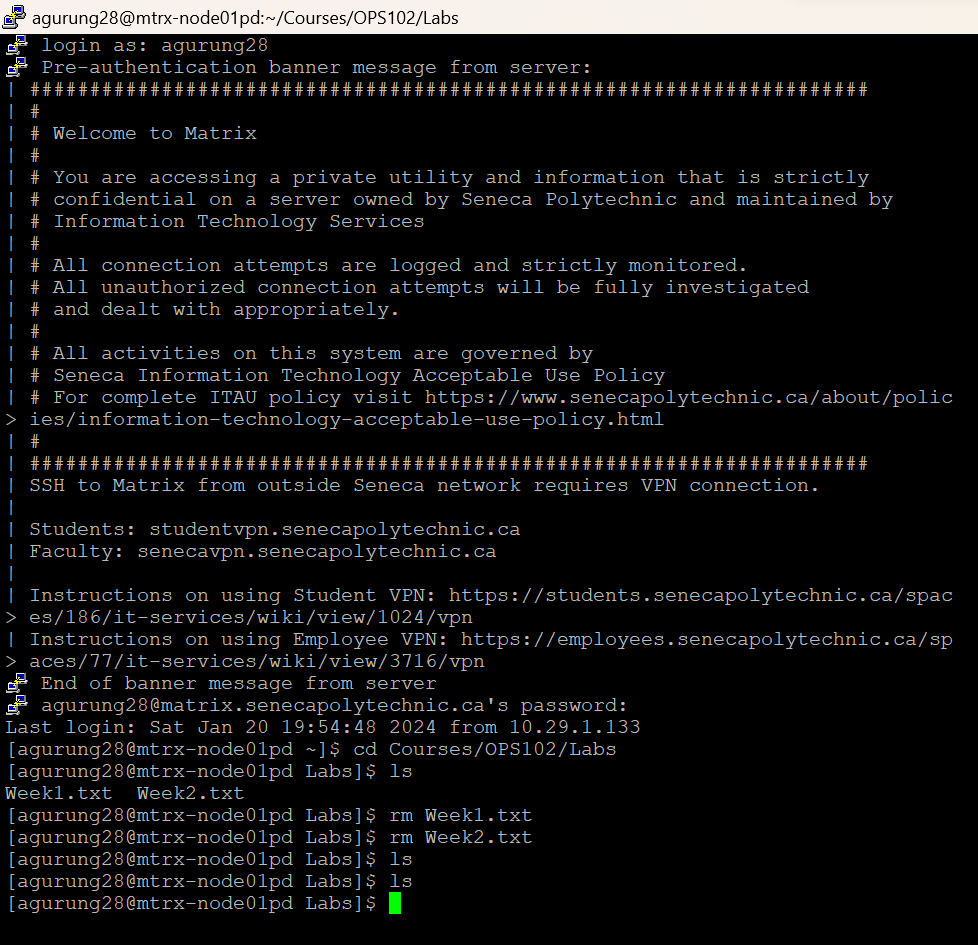 agurung28@mtrx-node01pd:~/Courses/OPS102/Labs
login as: agurung28
Pre-authentication banner message from server:
| ######################################################################
| #
| # Welcome to Matrix
| #
| # You are accessing a private utility and information that is strictly
| # confidential on a server owned by Seneca Polytechnic and maintained by
| # Information Technology Services
| #
| # All connection attempts are logged and strictly monitored.
| # All unauthorized connection attempts will be fully investigated
| # and dealt with appropriately.
| #
| # All activities on this system are governed by
| # Seneca Information Technology Acceptable Use Policy
| # For complete ITAU policy visit https://www.senecapolytechnic.ca/about/polic
> ies/information-technology-acceptable-use-policy.html
| #
| ######################################################################
| SSH to Matrix from outside Seneca network requires VPN connection.
|
| Students: studentvpn.senecapolytechnic.ca
| Faculty: senecavpn.senecapolytechnic.ca
|
| Instructions on using Student VPN: https://students.senecapolytechnic.ca/spac
> es/186/it-services/wiki/view/1024/vpn
| Instructions on using Employee VPN: https://employees.senecapolytechnic.ca/sp
> aces/77/it-services/wiki/view/3716/vpn
End of banner message from server
agurung28@matrix.senecapolytechnic.ca's password:
Last login: Sat Jan 20 19:54:48 2024 from 10.29.1.133
[agurung28@mtrx-node01pd ~]$ cd Courses/OPS102/Labs
[agurung28@mtrx-node01pd Labs]$ ls
Week1.txt  Week2.txt
[agurung28@mtrx-node01pd Labs]$ rm Week1.txt
[agurung28@mtrx-node01pd Labs]$ rm Week2.txt
[agurung28@mtrx-node01pd Labs]$ ls
[agurung28@mtrx-node01pd Labs]$ ls
[agurung28@mtrx-node01pd Labs]$